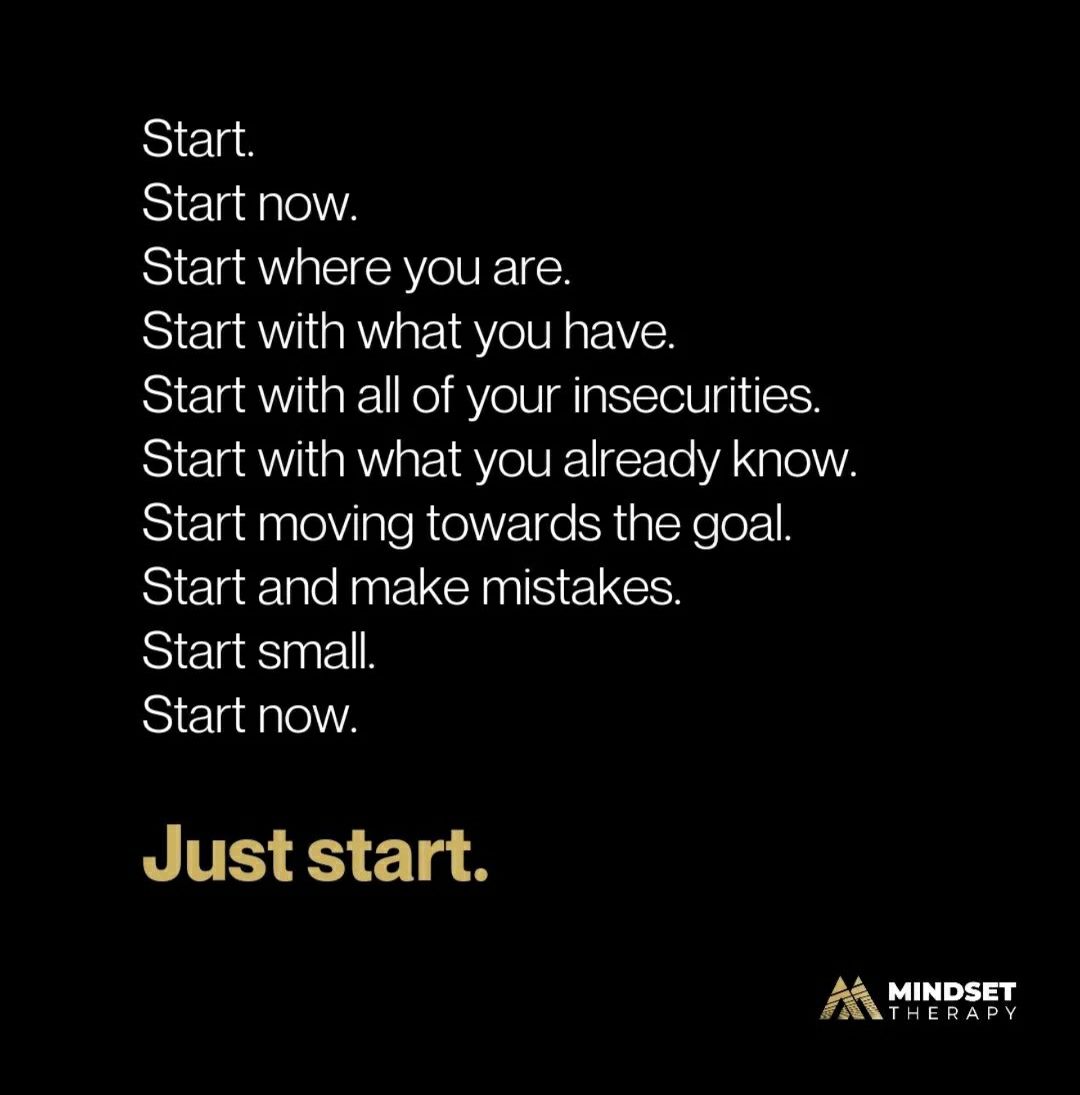 Start.
Start now.
Start where you are.
Start with what you have.
Start with all of your insecurities.
Start with what you already know.
Start moving towards the goal.
Start and make mistakes.
Start small.
Start now.
Just start.
MINDSET
THERAPY